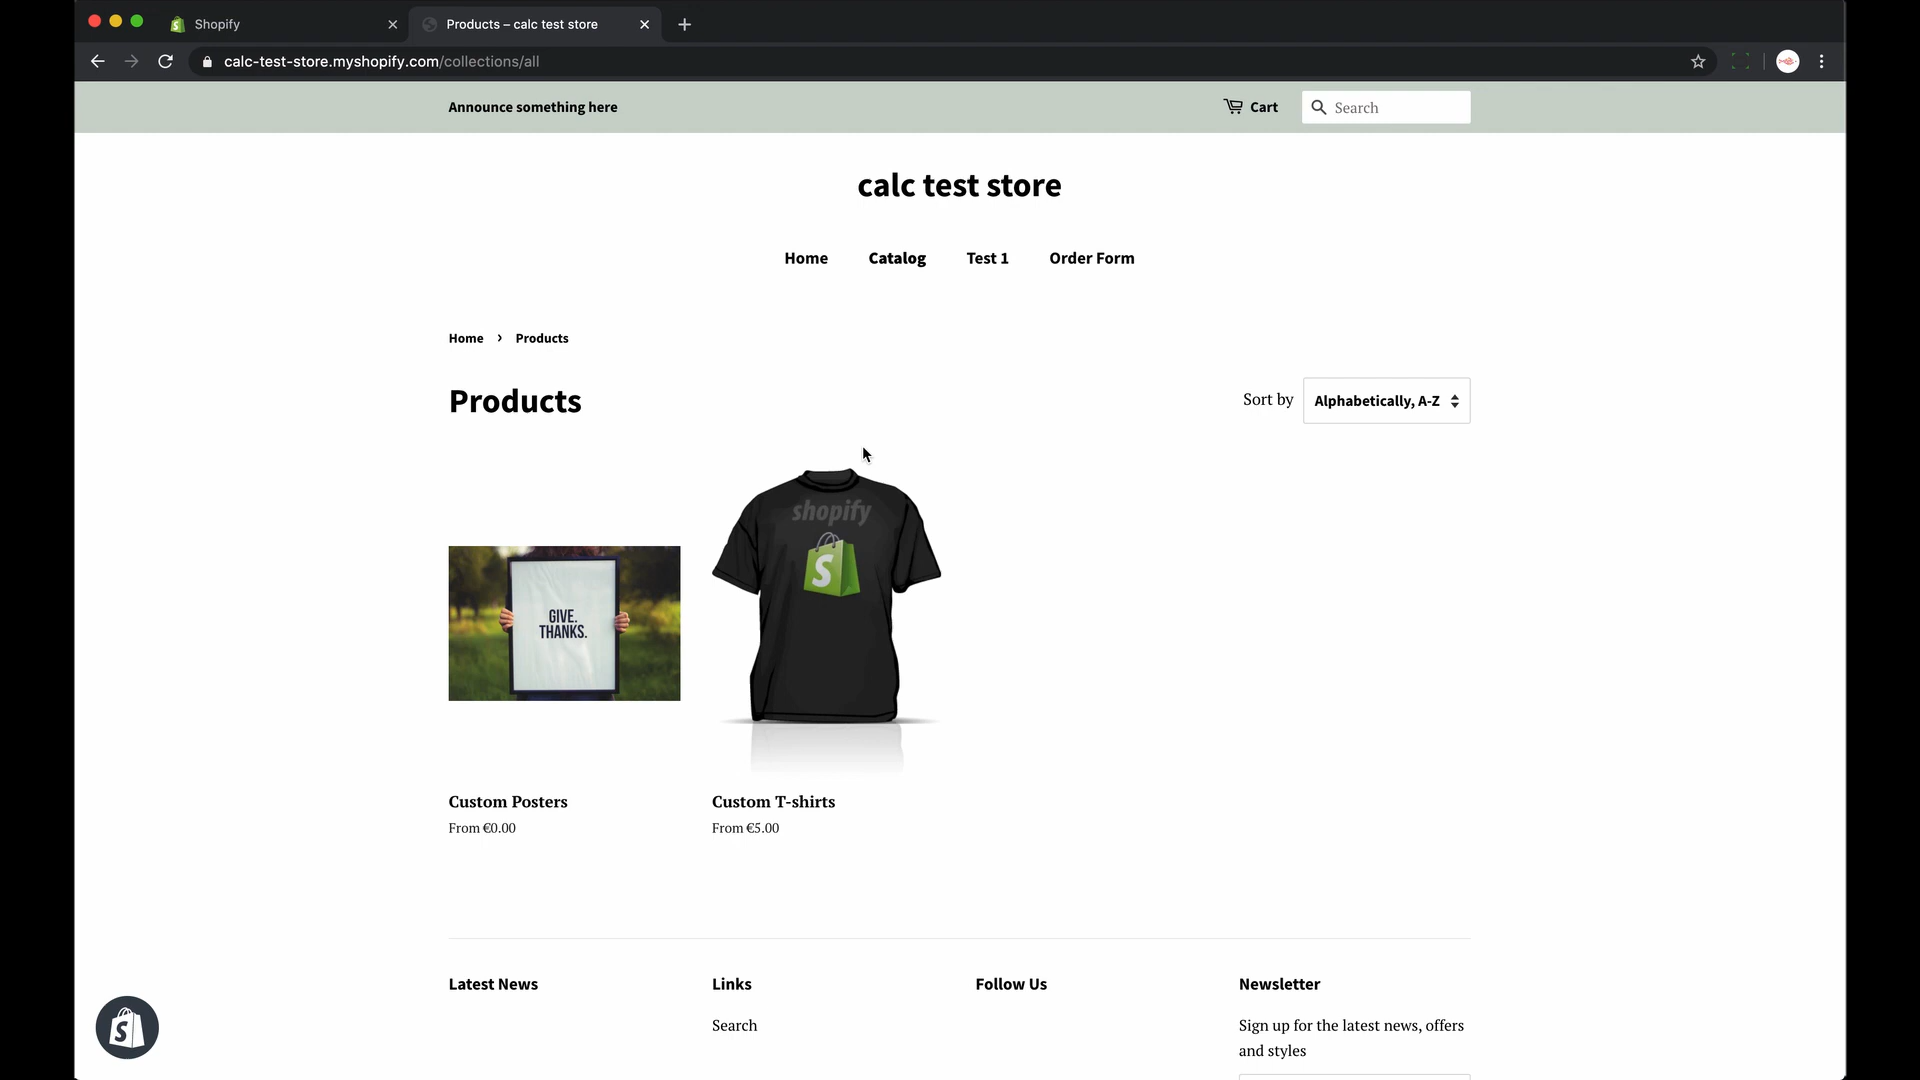 Shopify
Products – calc test store
calc-test-store.myshopify.com/collections/all
Announce something here
Cart
Search
calc test store
Home
Catalog
Test 1
Order Form
Home › Products
Products
Sort by
Alphabetically, A-Z
shopify
S
GIVE.
THANKS.
Custom Posters
From €0.00
Custom T-shirts
From €5.00
Latest News
Links
Follow Us
Newsletter
Search
Sign up for the latest news, offers
and styles
S